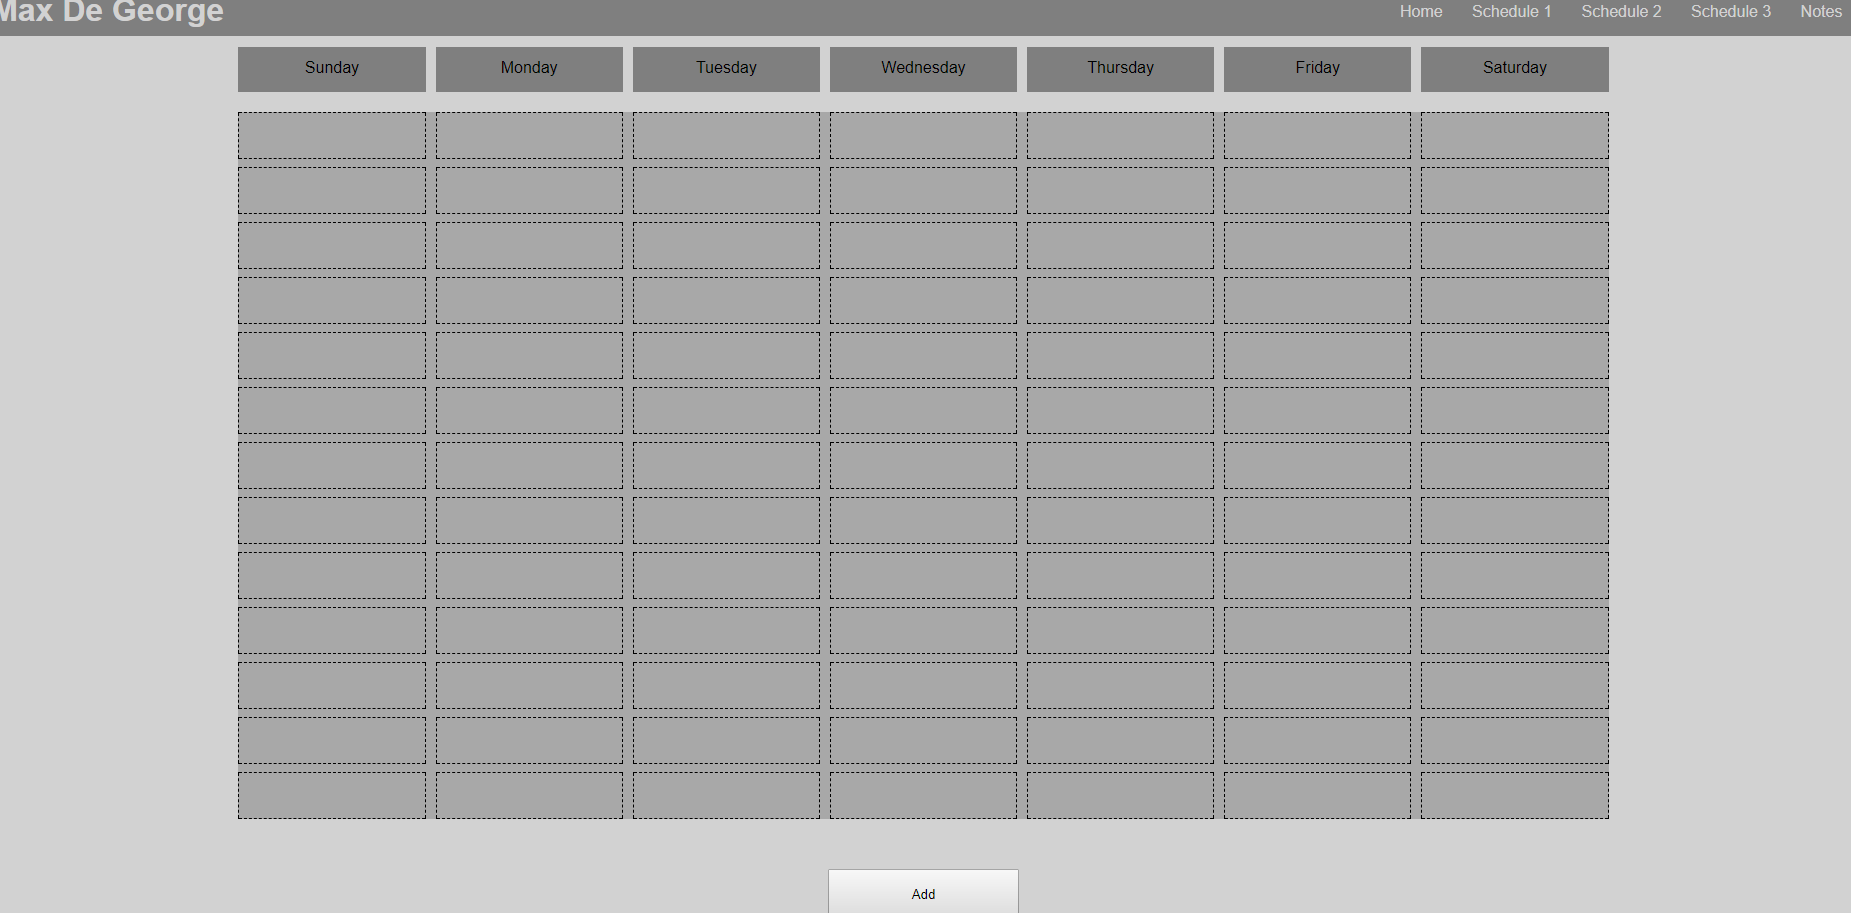 Max De George
Home Schedule 1 Schedule 2 Schedule 3 Notes
Sunday Monday Tuesday Wednesday Thursday Friday Saturday
Add